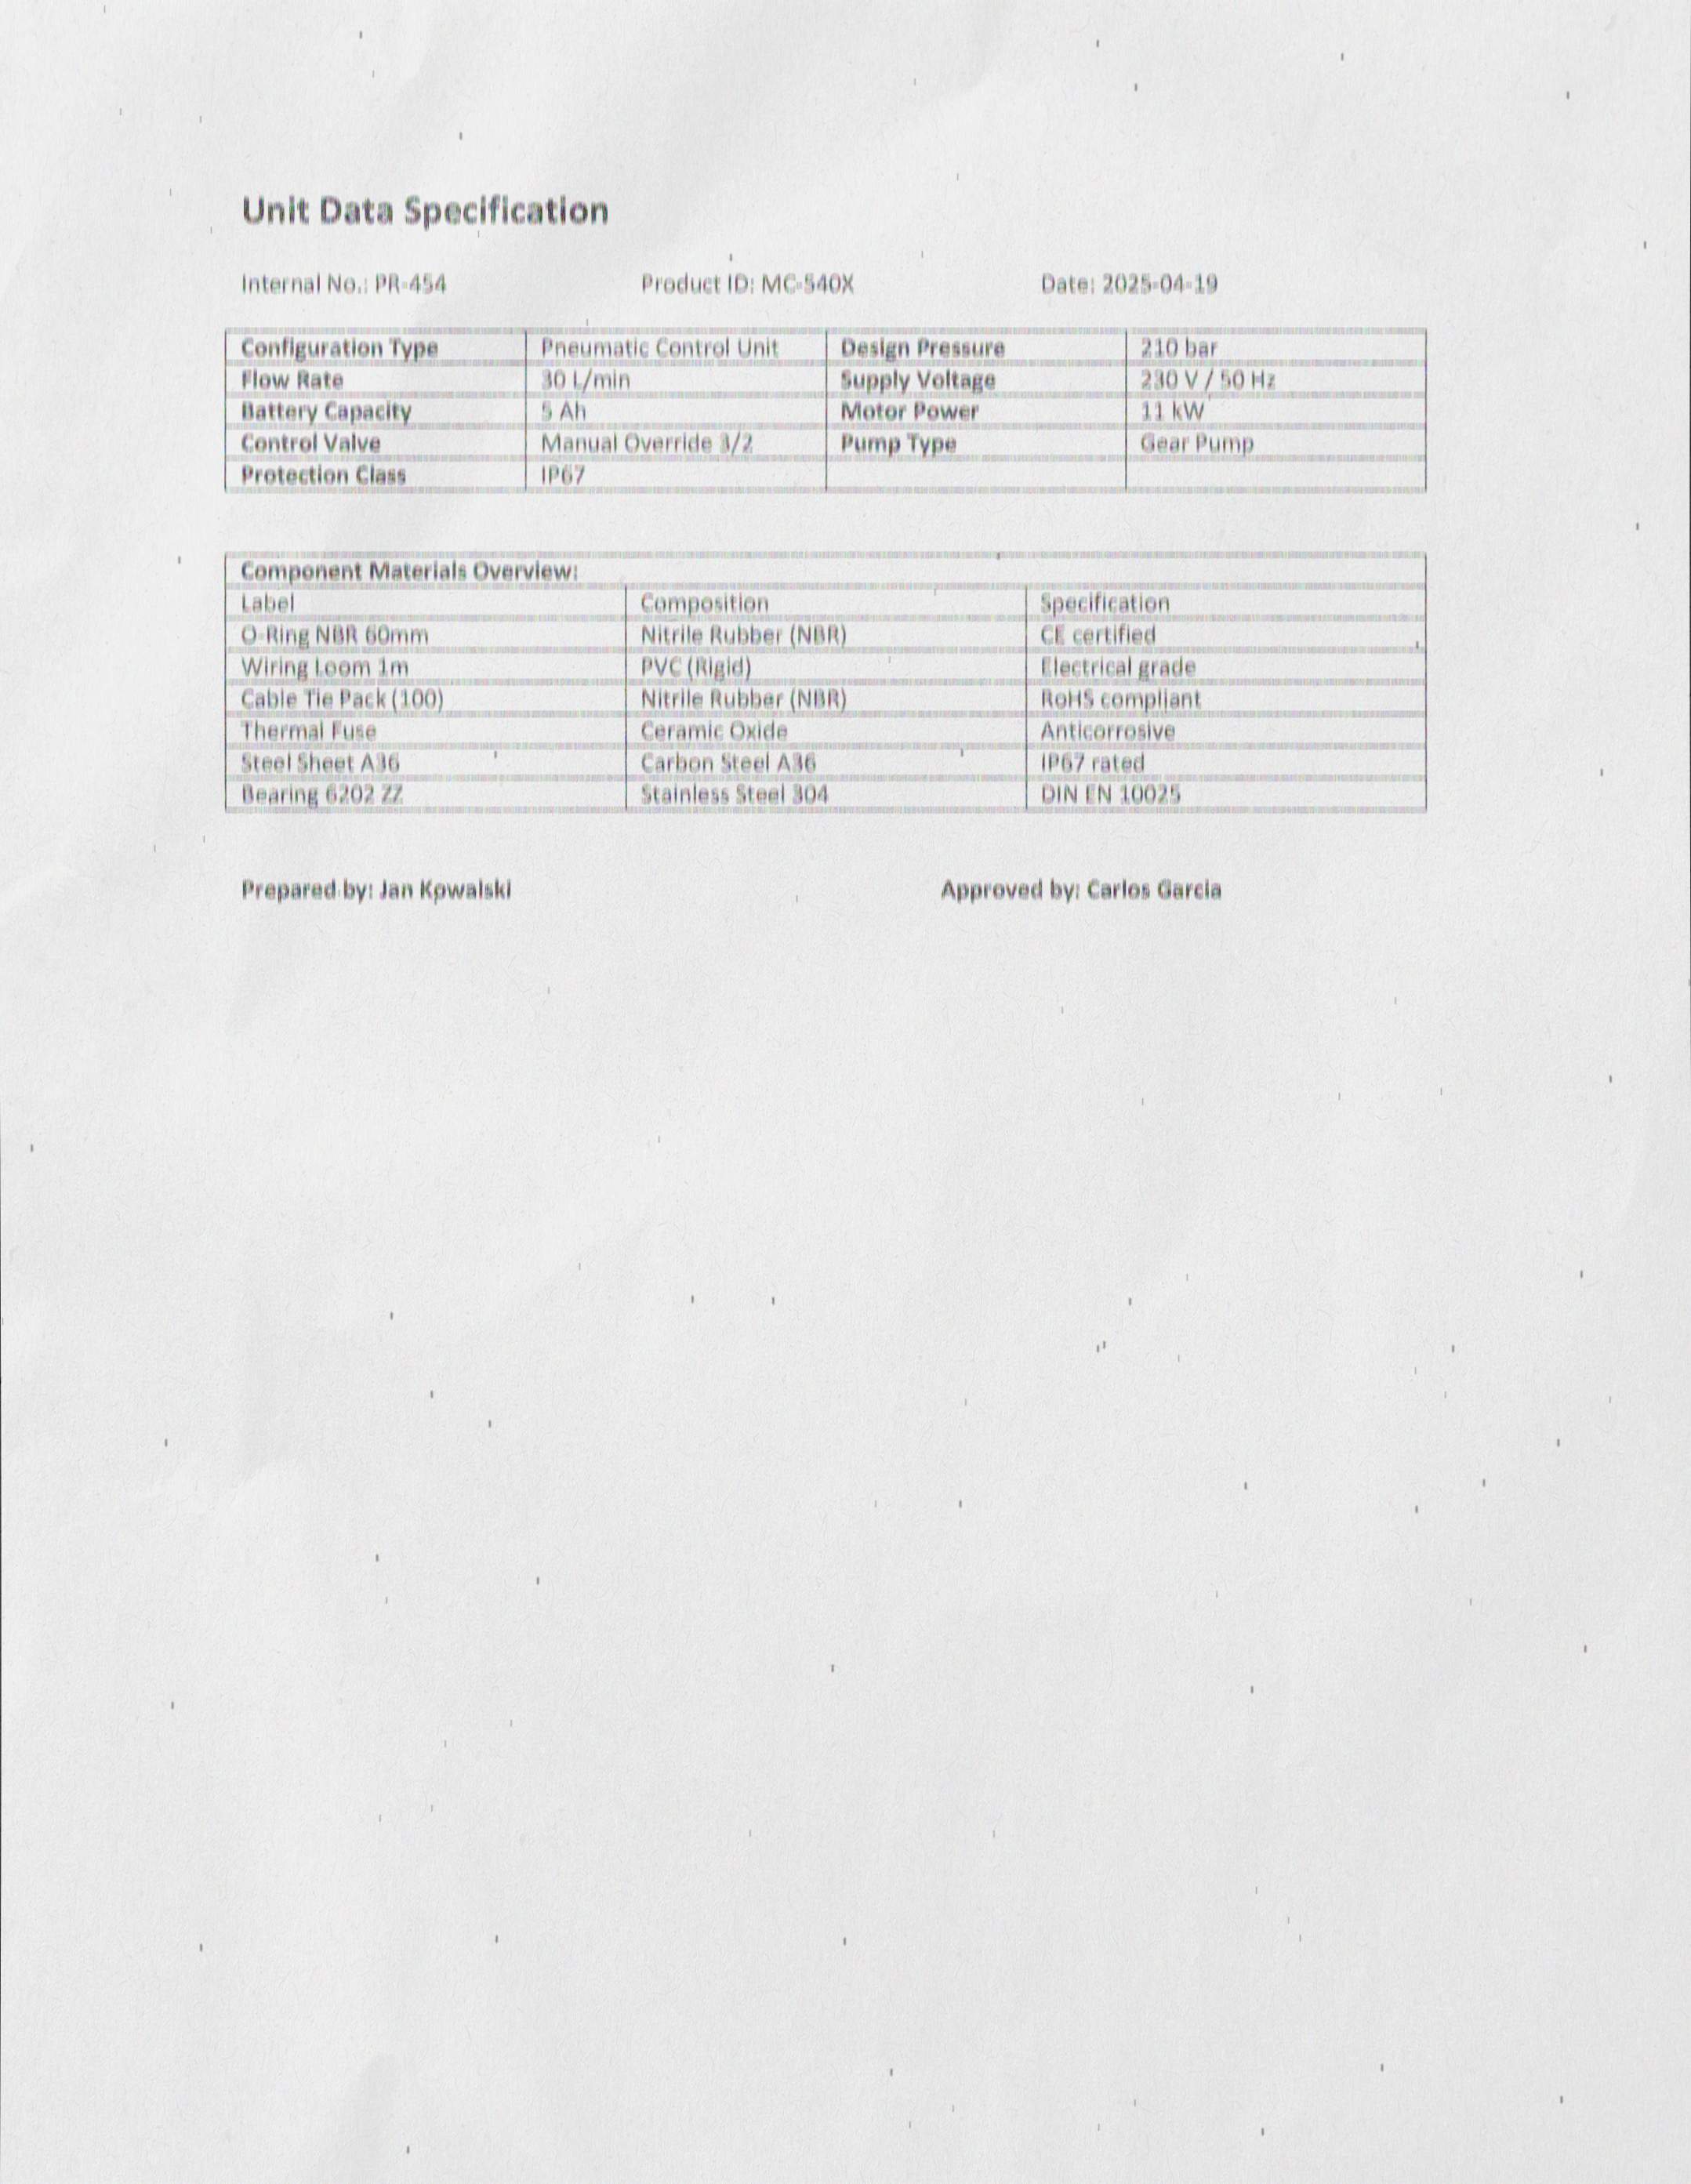 Unit Data Specification
Internal No.: PR-454 Product ID: MC-540X Date: 2025-04-19
Configuration Type Pneumatic Control Unit Design Pressure 210 bar
Flow Rate 30 L/min Supply Voltage 230 V / 50 Hz
Battery Capacity 5 Ah Motor Power 11 kW
Control Valve Manual Override 3/2 Pump Type Gear Pump
Protection Class IP67
Component Materials Overview:
Label Composition Specification
O-Ring NBR 60mm Nitrile Rubber (NBR) CE certified
Wiring Loom 1m PVC (Rigid) Electrical grade
Cable Tie Pack (100) Nitrile Rubber (NBR) RoHS compliant
Thermal Fuse Ceramic Oxide Anticorrosive
Steel Sheet A36 Carbon Steel A36 IP67 rated
Bearing 6202 ZZ Stainless Steel 304 DIN EN 10025
Prepared by: Jan Kowalski Approved by: Carlos Garcia